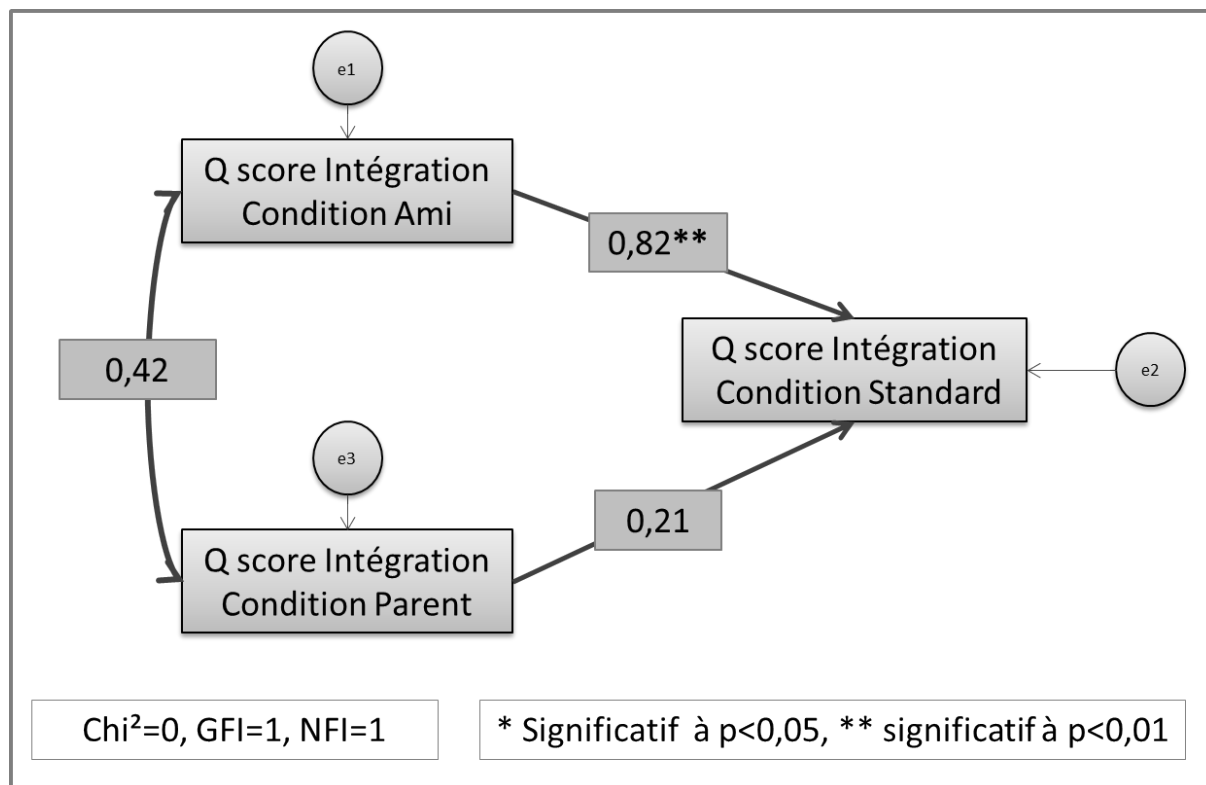 e1
Q score Intégration
Condition Ami
0,82**
0,42
Q score Intégration
Condition Standard
e2
e3
0,21
Q score Intégration
Condition Parent
Chi²=0, GFI=1, NFI=1
* Significatif à p<0,05, ** significatif à p<0,01